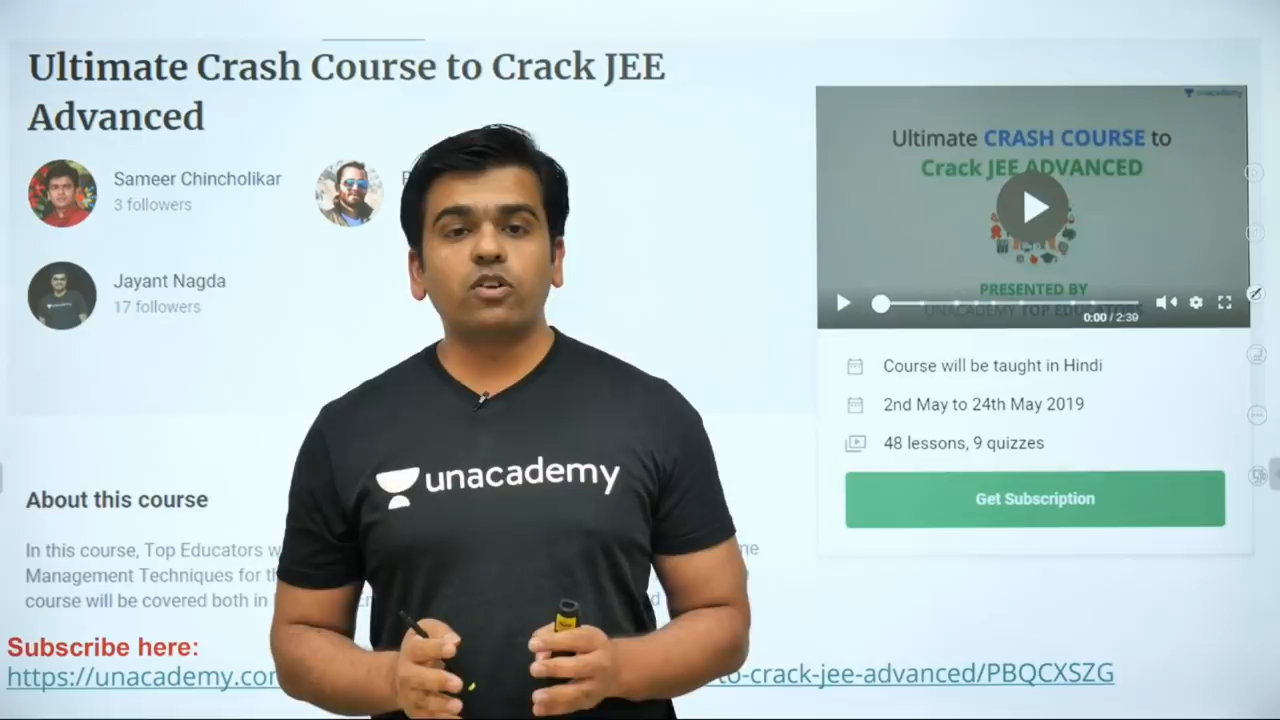 Ultimate Crash Course to Crack JEE
Advanced
Sameer Chincholikar
3 followers
Jayant Nagda
17 followers
unacademy
Ultimate CRASH COURSE to
Crack JEE ADVANCED
PRESENTED BY
UNACADEMY TOP EDUCATORS
0:00 / 2:39
Course will be taught in Hindi
2nd May to 24th May 2019
48 lessons, 9 quizzes
Get Subscription
unacademy
About this course
In this course, Top Educators
Management Techniques for
course will be covered both in
Subscribe here:
https://unacademy.com to-crack-jee-advanced/PBQCXSZG